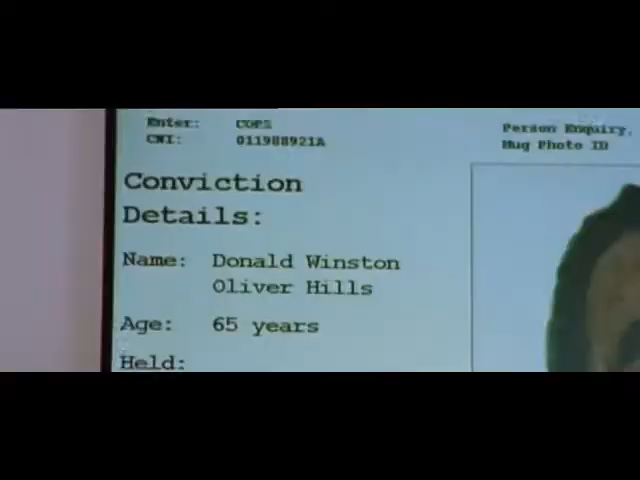 Enter: COPS
CNI: 011988921A
Person Enquiry,
Mug Photo ID
Conviction
Details:
Name: Donald Winston
Oliver Hills
Age: 65 years
Held: